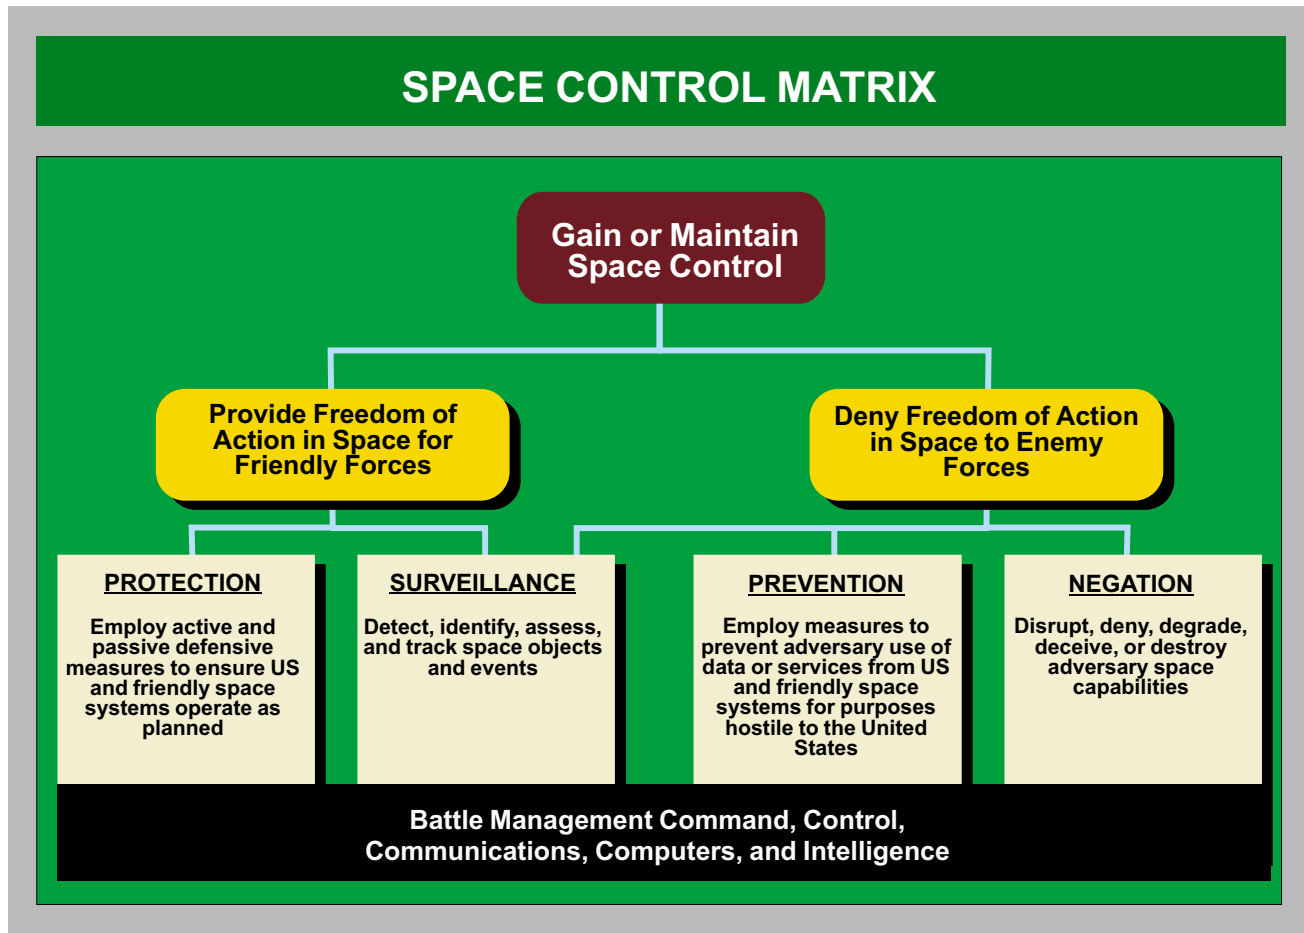 SPACE CONTROL MATRIX
Gain or Maintain
Space Control
Provide Freedom of
Action in Space for
Friendly Forces
Deny Freedom of Action
in Space to Enemy
Forces
PROTECTION
Employ active and
passive defensive
measures to ensure US
and friendly space
systems operate as
planned
SURVEILLANCE
Detect, identify, assess,
and track space objects
and events
PREVENTION
Employ measures to
prevent adversary use of
data or services from US
and friendly space
systems for purposes
hostile to the United
States
NEGATION
Disrupt, deny, degrade,
deceive, or destroy
adversary space
capabilities
Battle Management Command, Control,
Communications, Computers, and Intelligence